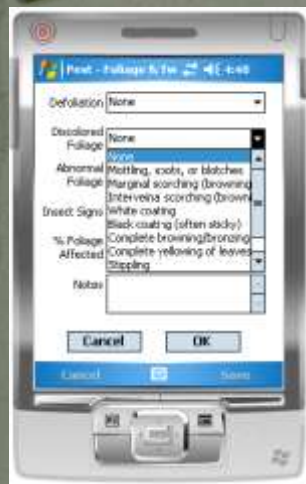 Pest - Foliage 4:48
Defoliation None
Discolored Foliage None
None
Mottling, spots, or blotches
Marginal scorching (browning
Interveinal scorching (brown
White coating
Black coating (often sticky)
Complete browning/bronzing
Complete yellowing of leaves
Stippling
Abnormal Foliage
Insect Signs
% Foliage Affected
Notes
Cancel OK
Cancel Save